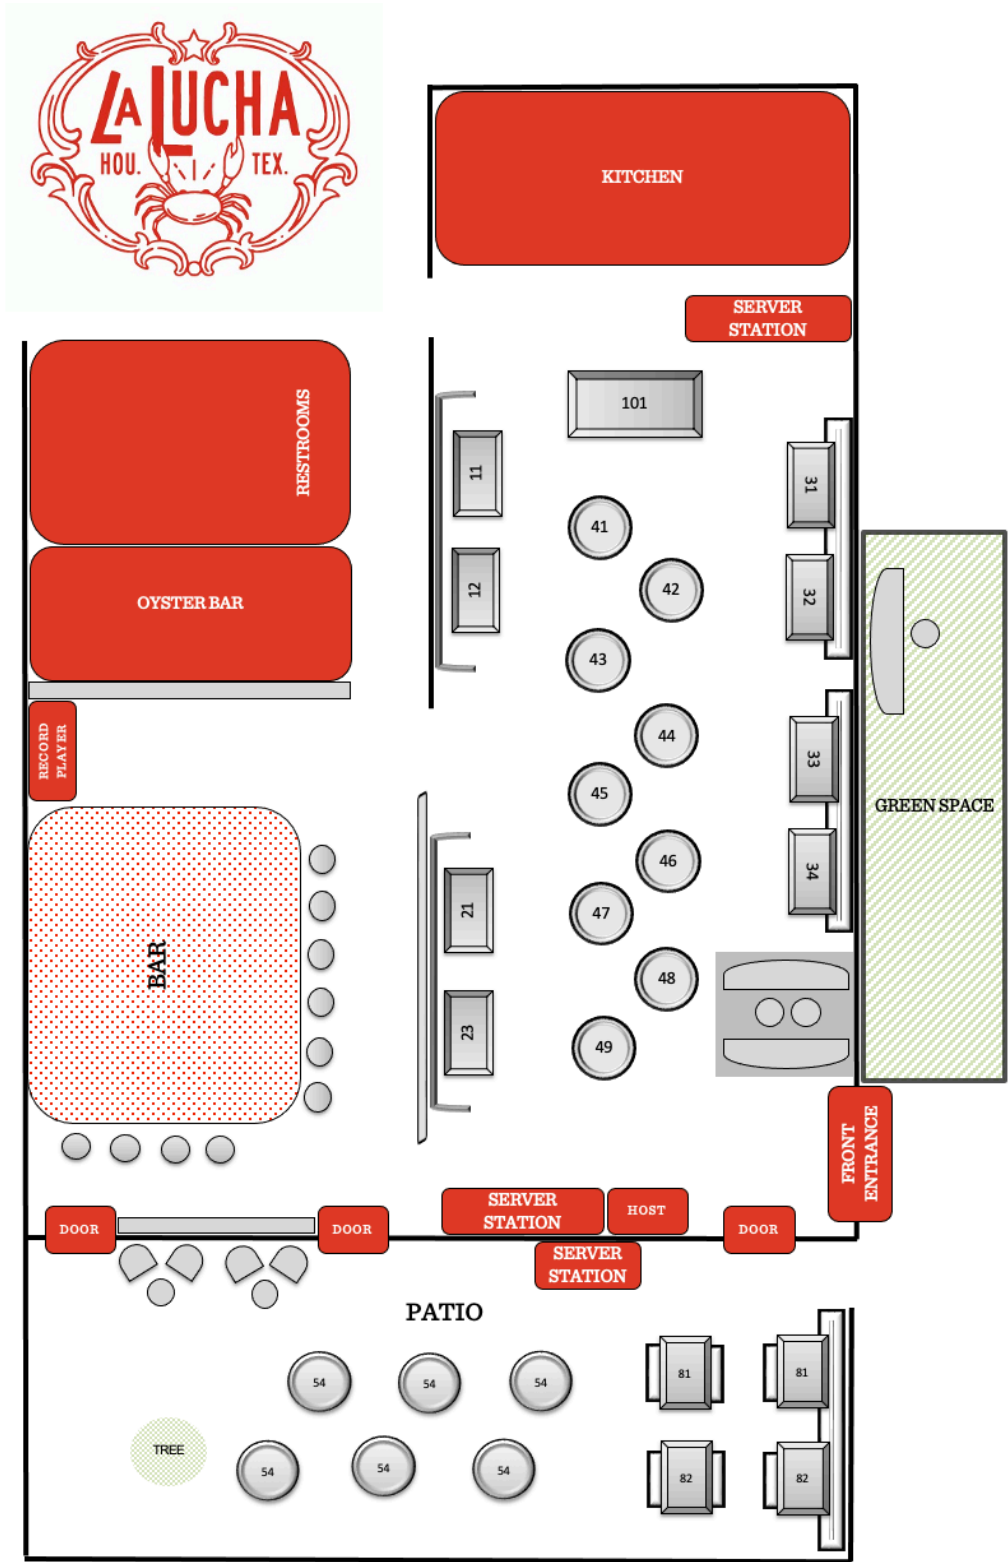 LA LUCHA
HOU. TEX.
KITCHEN
SERVER
STATION
RESTROOMS
101
11
31
41
OYSTER BAR
12
42
32
43
RECORD
PLAYER
44
33
45
GREEN SPACE
46
34
21
47
BAR
48
23
49
FRONT
ENTRANCE
SERVER
STATION
HOST
DOOR
DOOR
DOOR
SERVER
STATION
PATIO
54
54
54
81
81
TREE
54
54
54
82
82